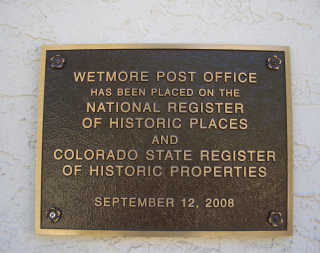 WETMORE POST OFFICE
HAS BEEN PLACED ON THE
NATIONAL REGISTER
OF HISTORIC PLACES
AND
COLORADO STATE REGISTER
OF HISTORIC PROPERTIES
SEPTEMBER 12, 2008